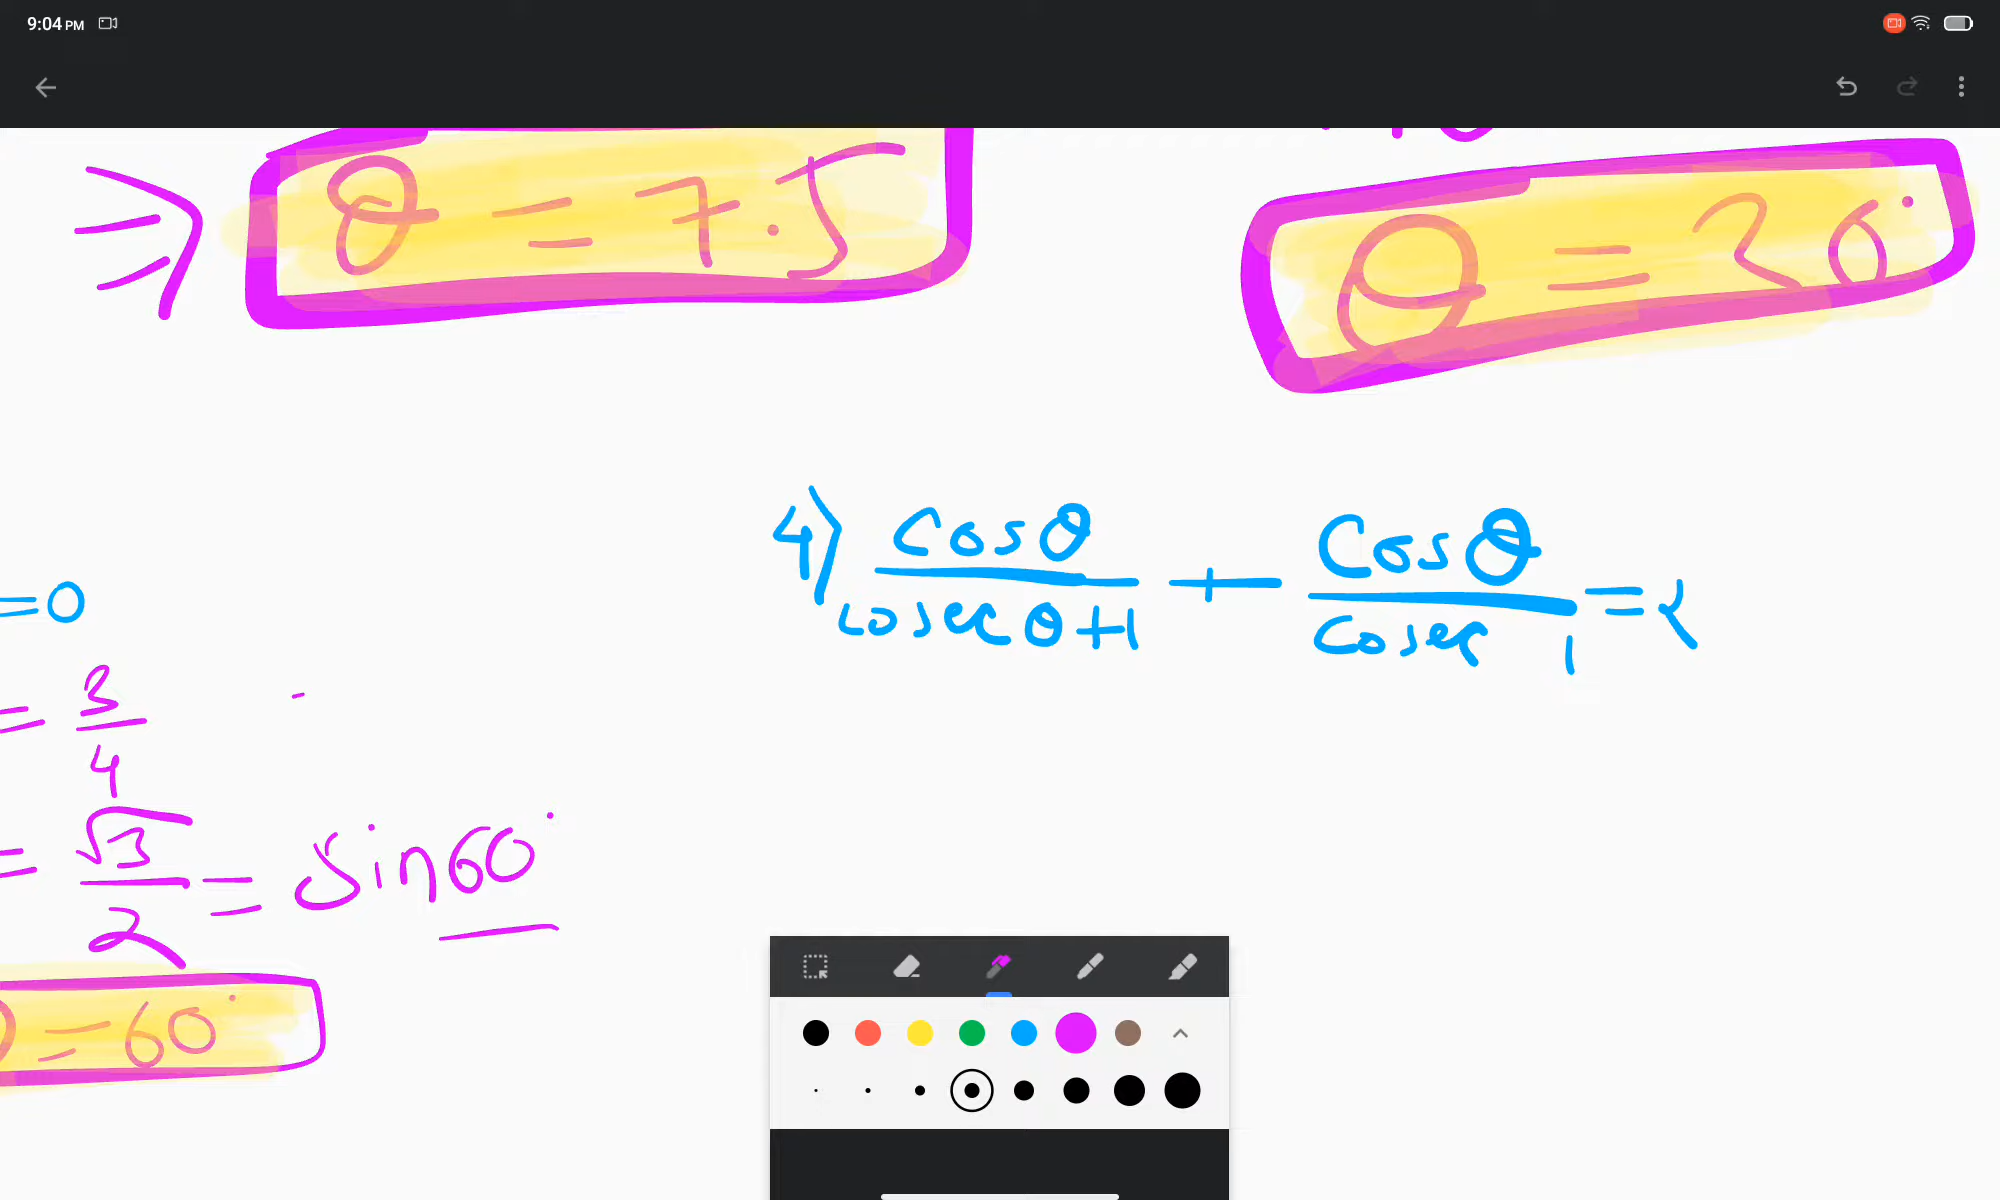 9:04 PM
⇒ θ = 7.5
θ = 30°
4) Cosθ/cosecθ+1 + Cosθ/Cosec 1 = 2
=0
= 3/4
= √3/2 = Sin60°
= 60°